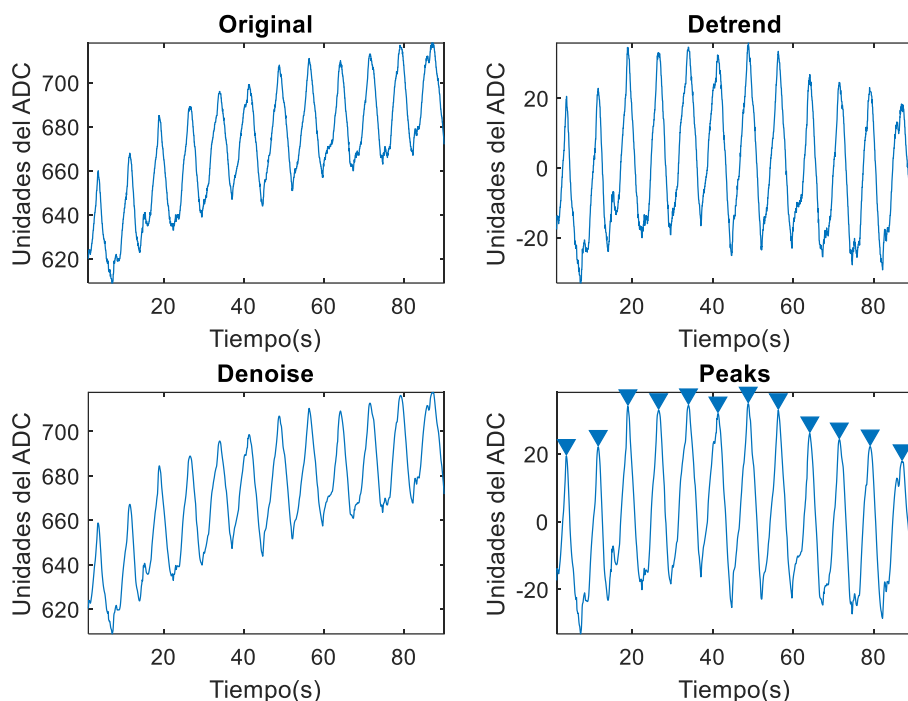 Original
Unidades del ADC
700
680
660
640
620
20 40 60 80
Tiempo(s)
Detrend
Unidades del ADC
20
0
-20
20 40 60 80
Tiempo(s)
Denoise
Unidades del ADC
700
680
660
640
620
20 40 60 80
Tiempo(s)
Peaks
Unidades del ADC
20
0
-20
20 40 60 80
Tiempo(s)